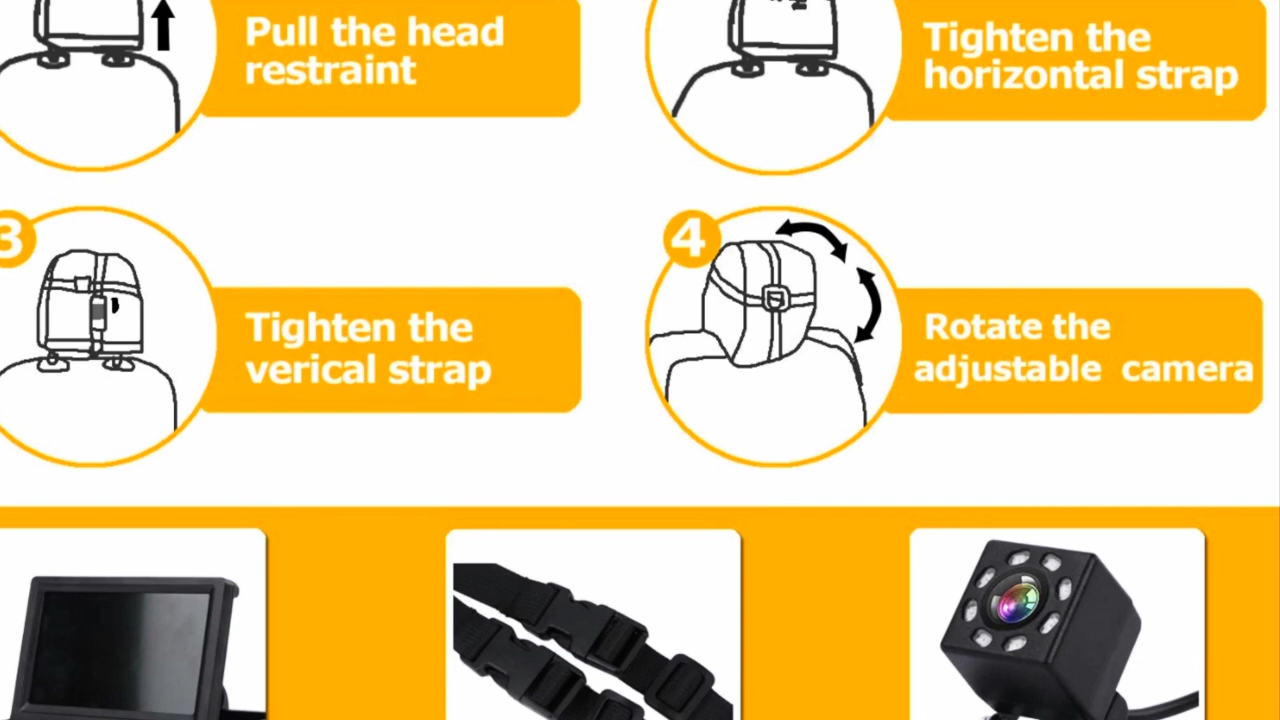 Pull the head
restraint
Tighten the
horizontal strap
3
Tighten the
verical strap
4
Rotate the
adjustable camera